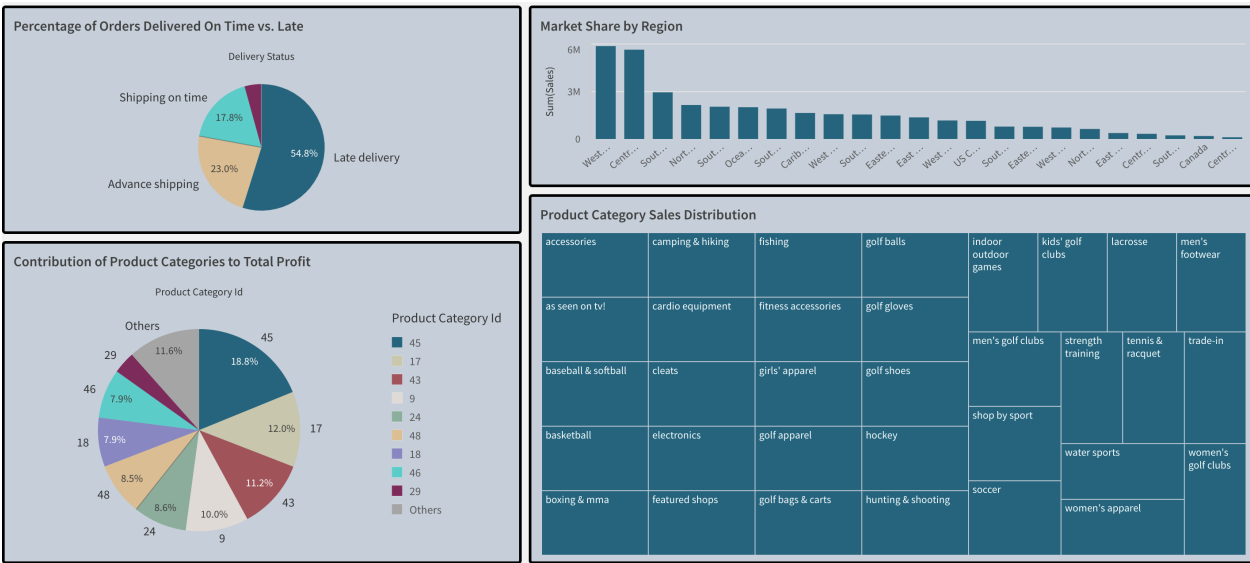 Percentage of Orders Delivered On Time vs. Late
Delivery Status
Shipping on time
17.8%
54.8%
Late delivery
23.0%
Advance shipping
Contribution of Product Categories to Total Profit
Product Category Id
Others
11.6%
45
18.8%
29
46
7.9%
12.0%
17
18
7.9%
11.2%
43
48
8.5%
8.6%
24
10.0%
9
Product Category Id
45
17
43
9
24
48
18
46
29
Others
Market Share by Region
Sum(Sales)
6M
3M
0
West…
Centr…
Sout…
Nort…
Sout…
Ocea…
Sout…
Carib…
West …
Sout…
Easte…
East …
West …
US C…
Sout…
Easte…
West …
Nort…
East …
Centr…
Sout…
Canada
Centr…
Product Category Sales Distribution
accessories
camping & hiking
fishing
golf balls
indoor
outdoor
games
kids' golf
clubs
lacrosse
men's
footwear
as seen on tv!
cardio equipment
fitness accessories
golf gloves
men's golf clubs
strength
training
tennis &
racquet
trade-in
baseball & softball
cleats
girls' apparel
golf shoes
shop by sport
basketball
electronics
golf apparel
hockey
water sports
women's
golf clubs
boxing & mma
featured shops
golf bags & carts
hunting & shooting
soccer
women's apparel